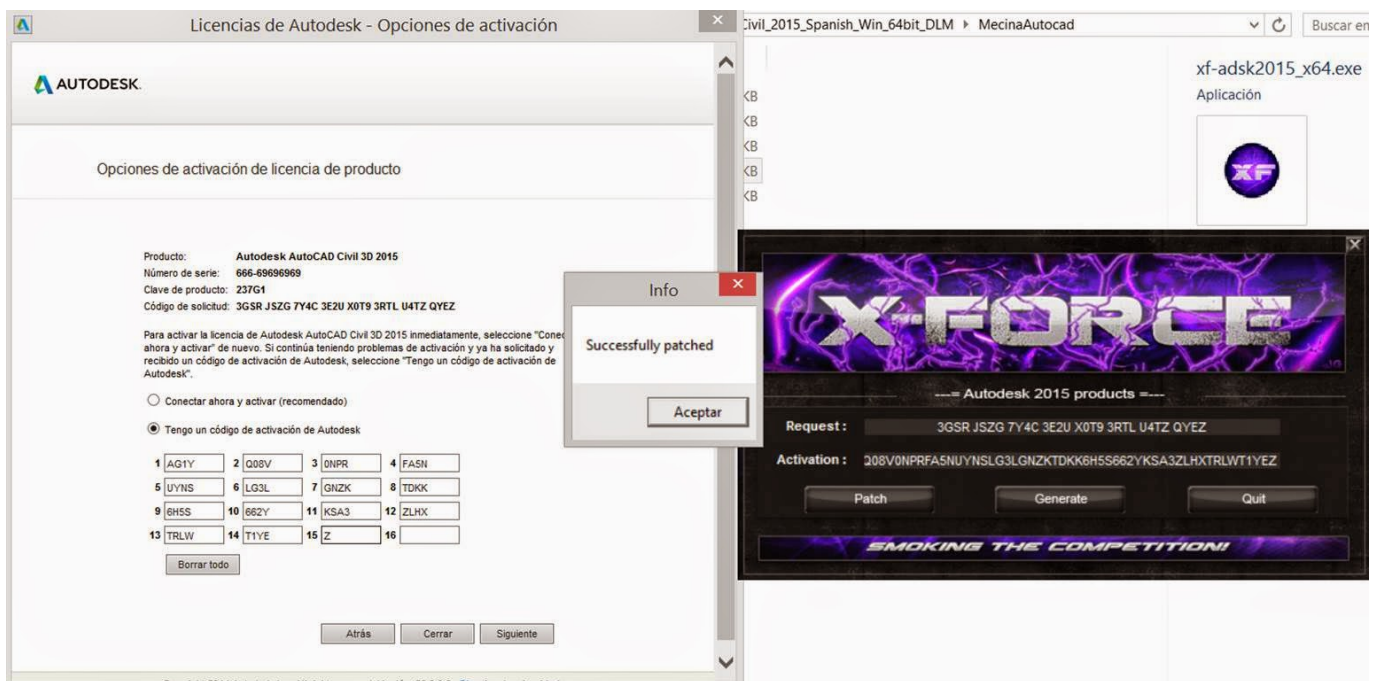 Licencias de Autodesk - Opciones de activación
AUTODESK.
Opciones de activación de licencia de producto
Producto: Autodesk AutoCAD Civil 3D 2015
Número de serie: 666-69696969
Clave de producto: 237G1
Código de solicitud: 3GSR JSZG 7Y4C 3E2U X0T9 3RTL U4TZ QYEZ
Para activar la licencia de Autodesk AutoCAD Civil 3D 2015 inmediatamente, seleccione "Conec
ahora y activar" de nuevo. Si continúa teniendo problemas de activación y ya ha solicitado y
recibido un código de activación de Autodesk, seleccione "Tengo un código de activación de
Autodesk".
Conectar ahora y activar (recomendado)
Tengo un código de activación de Autodesk
1 AG1Y 2 Q08V 3 0NPR 4 FA5N
5 UYNS 6 LG3L 7 GNZK 8 TDKK
9 6H5S 10 662Y 11 KSA3 12 ZLHX
13 TRLW 14 T1YE 15 Z 16
Borrar todo
Atrás Cerrar Siguiente
Info
Successfully patched
Aceptar
Civil_2015_Spanish_Win_64bit_DLM MecinaAutocad
Buscar en
KB
KB
KB
KB
KB
xf-adsk2015_x64.exe
Aplicación
XF
X-FORCE
---= Autodesk 2015 products =---
Request: 3GSR JSZG 7Y4C 3E2U X0T9 3RTL U4TZ QYEZ
Activation: Q08V0NPRFA5NUYNSLG3LGNZKTDKK6H5S662YKSA3ZLHXTRLWT1YEZ
Patch Generate Quit
SMOKING THE COMPETITION!